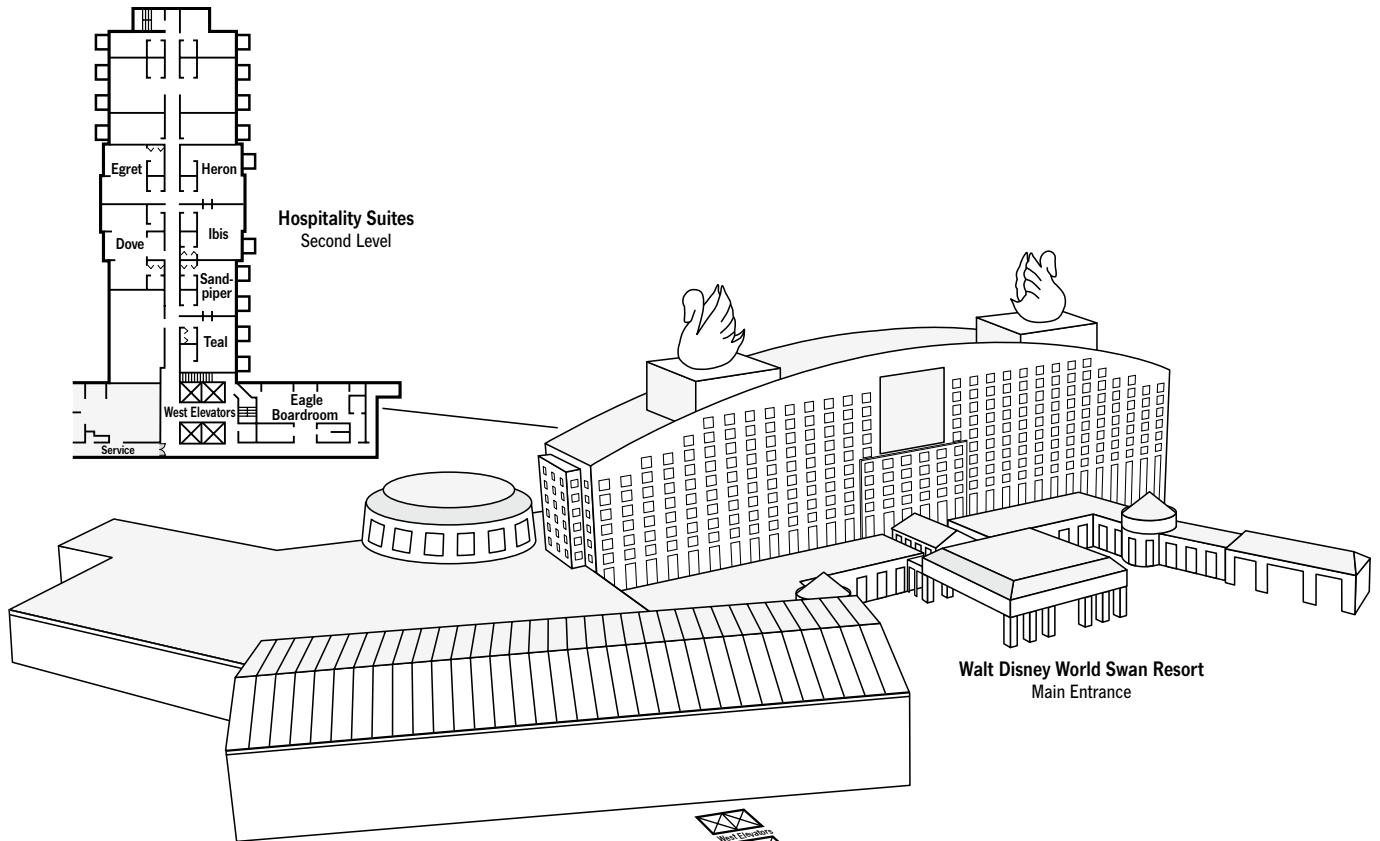 Egret
Heron
Hospitality Suites
Second Level
Dove
Ibis
Sand-
piper
Teal
Eagle
Boardroom
West Elevators
Service
Walt Disney World Swan Resort
Main Entrance
West Elevators